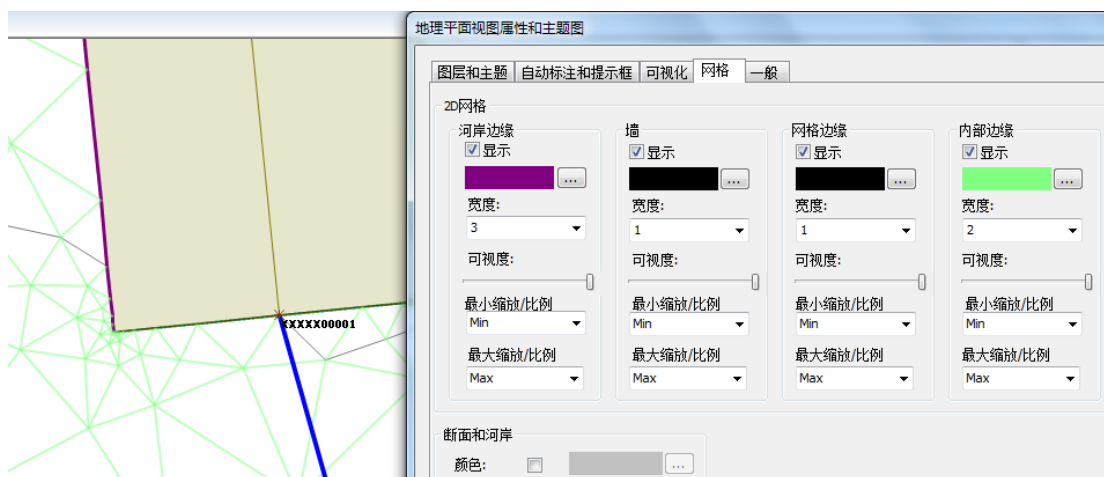 地理平面视图属性和主题图
图层和主题 自动标注和提示框 可视化 网格 一般
2D网格
河岸边缘 墙 网格边缘 内部边缘
显示 显示 显示 显示
... ... ... ...
宽度: 宽度: 宽度: 宽度:
3 1 1 2
可视度: 可视度: 可视度: 可视度:
最小缩放/比例 最小缩放/比例 最小缩放/比例 最小缩放/比例
Min Min Min Min
最大缩放/比例 最大缩放/比例 最大缩放/比例 最大缩放/比例
Max Max Max Max
断面和河岸
颜色: ...
XXXXX00001